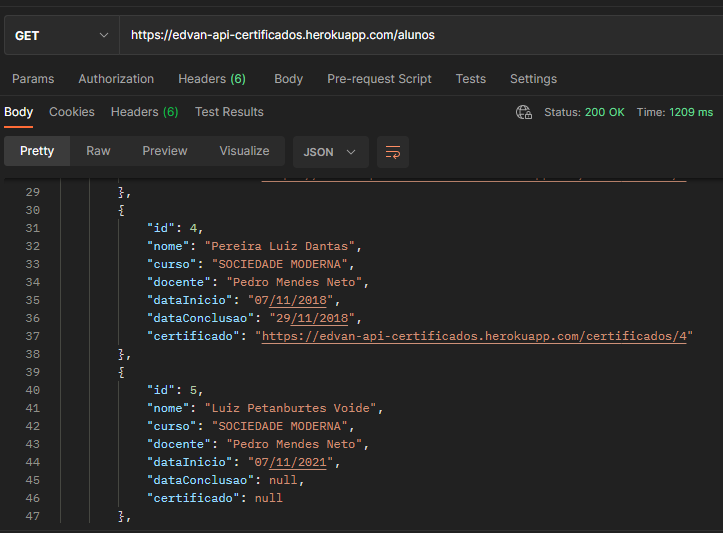 GET https://edvan-api-certificados.herokuapp.com/alunos
Params Authorization Headers (6) Body Pre-request Script Tests Settings
Body Cookies Headers (6) Test Results Status: 200 OK Time: 1209 ms
Pretty Raw Preview Visualize JSON
29 },
30 {
31 "id": 4,
32 "nome": "Pereira Luiz Dantas",
33 "curso": "SOCIEDADE MODERNA",
34 "docente": "Pedro Mendes Neto",
35 "dataInicio": "07/11/2018",
36 "dataConclusao": "29/11/2018",
37 "certificado": "https://edvan-api-certificados.herokuapp.com/certificados/4"
38 },
39 {
40 "id": 5,
41 "nome": "Luiz Petanburtes Voide",
42 "curso": "SOCIEDADE MODERNA",
43 "docente": "Pedro Mendes Neto",
44 "dataInicio": "07/11/2021",
45 "dataConclusao": null,
46 "certificado": null
47 },